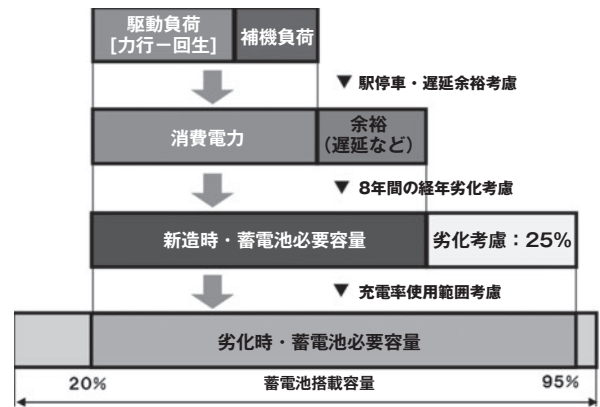 駆動負荷
[力行ー回生]
補機負荷
▼ 駅停車・遅延余裕考慮
消費電力
余裕
(遅延など)
▼ 8年間の経年劣化考慮
新造時・蓄電池必要容量
劣化考慮：25%
▼ 充電率使用範囲考慮
劣化時・蓄電池必要容量
20%
蓄電池搭載容量
95%